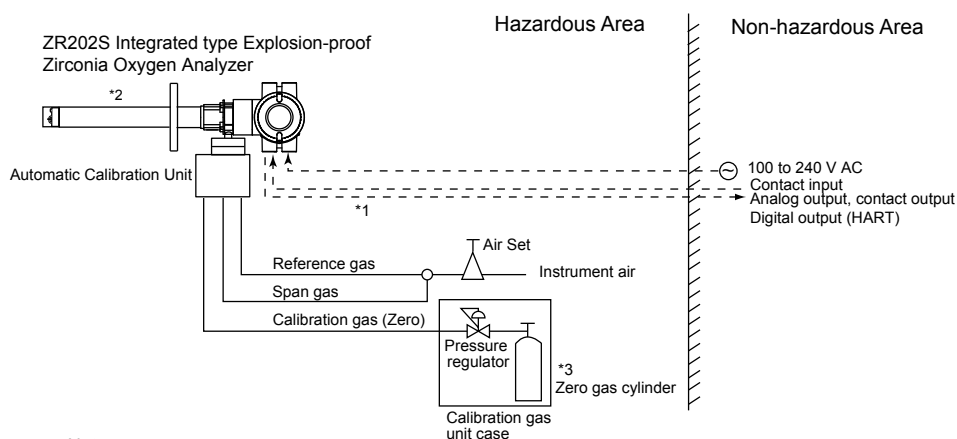 Hazardous Area
Non-hazardous Area
ZR202S Integrated type Explosion-proof
Zirconia Oxygen Analyzer
*2
Automatic Calibration Unit
100 to 240 V AC
Contact input
Analog output, contact output
Digital output (HART)
*1
Air Set
Reference gas
Instrument air
Span gas
Calibration gas (Zero)
Pressure
regulator
*3
Zero gas cylinder
Calibration gas
unit case